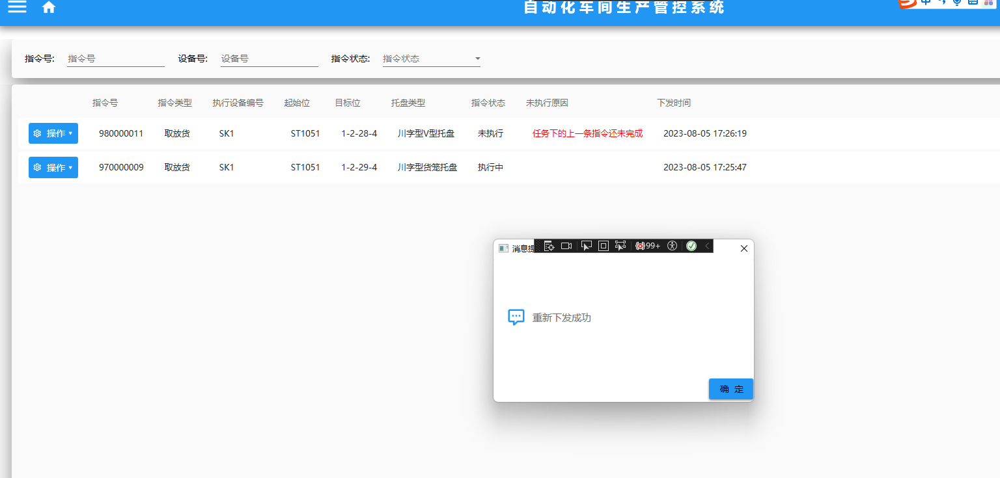 自动化车间生产管控系统
中
指令号: 指令号 设备号: 设备号 指令状态: 指令状态
指令号 指令类型 执行设备编号 起始位 目标位 托盘类型 指令状态 未执行原因 下发时间
操作 980000011 取放货 SK1 ST1051 1-2-28-4 川字型V型托盘 未执行 任务下的上一条指令还未完成 2023-08-05 17:26:19
操作 970000009 取放货 SK1 ST1051 1-2-29-4 川字型货笼托盘 执行中 2023-08-05 17:25:47
消息提 99+
重新下发成功
确 定